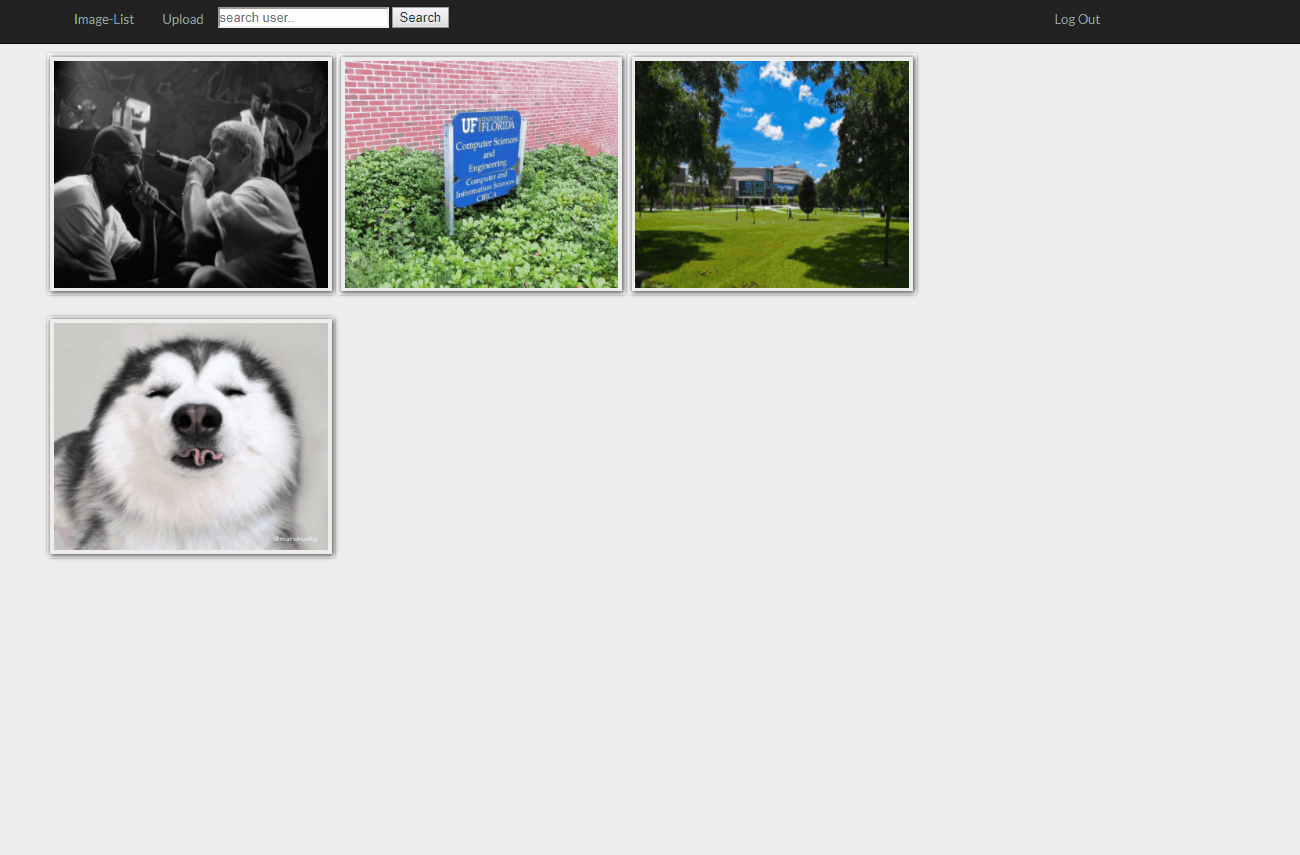 Image-List
Upload
search user..
Search
Log Out
UF UNIVERSITY of
FLORIDA
Computer Sciences
and
Engineering
Computer and
Information Sciences
CIRCA
@maruhusky